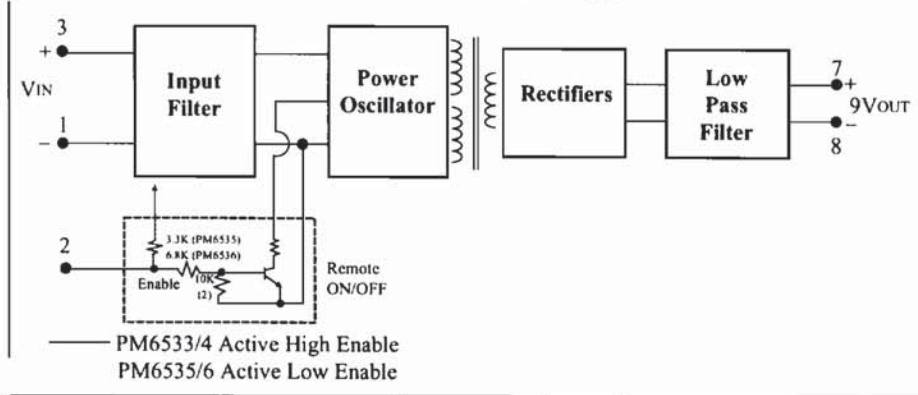 3
+
VIN
1
−
Input
Filter
Power
Oscillator
Rectifiers
Low
Pass
Filter
7
+
9VOUT
-
8
2
3.3K (PM6535)
6.8K (PM6536)
Enable
10K
(2)
Remote
ON/OFF
PM6533/4 Active High Enable
PM6535/6 Active Low Enable